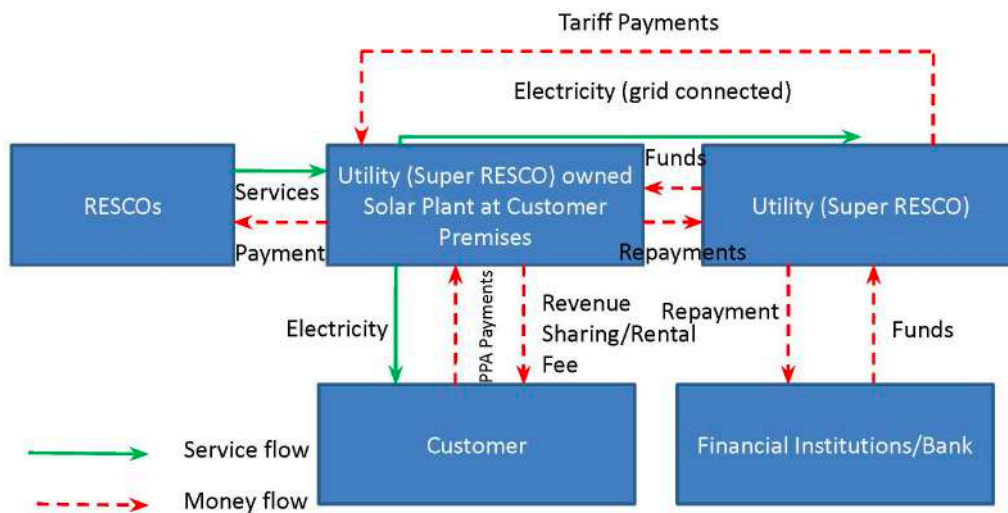 Tariff Payments
Electricity (grid connected)
RESCOs
Services
Payment
Utility (Super RESCO) owned
Solar Plant at Customer
Premises
Funds
Repayments
Utility (Super RESCO)
Electricity
PPA Payments
Revenue
Sharing/Rental
Fee
Repayment
Funds
Customer
Financial Institutions/Bank
Service flow
Money flow